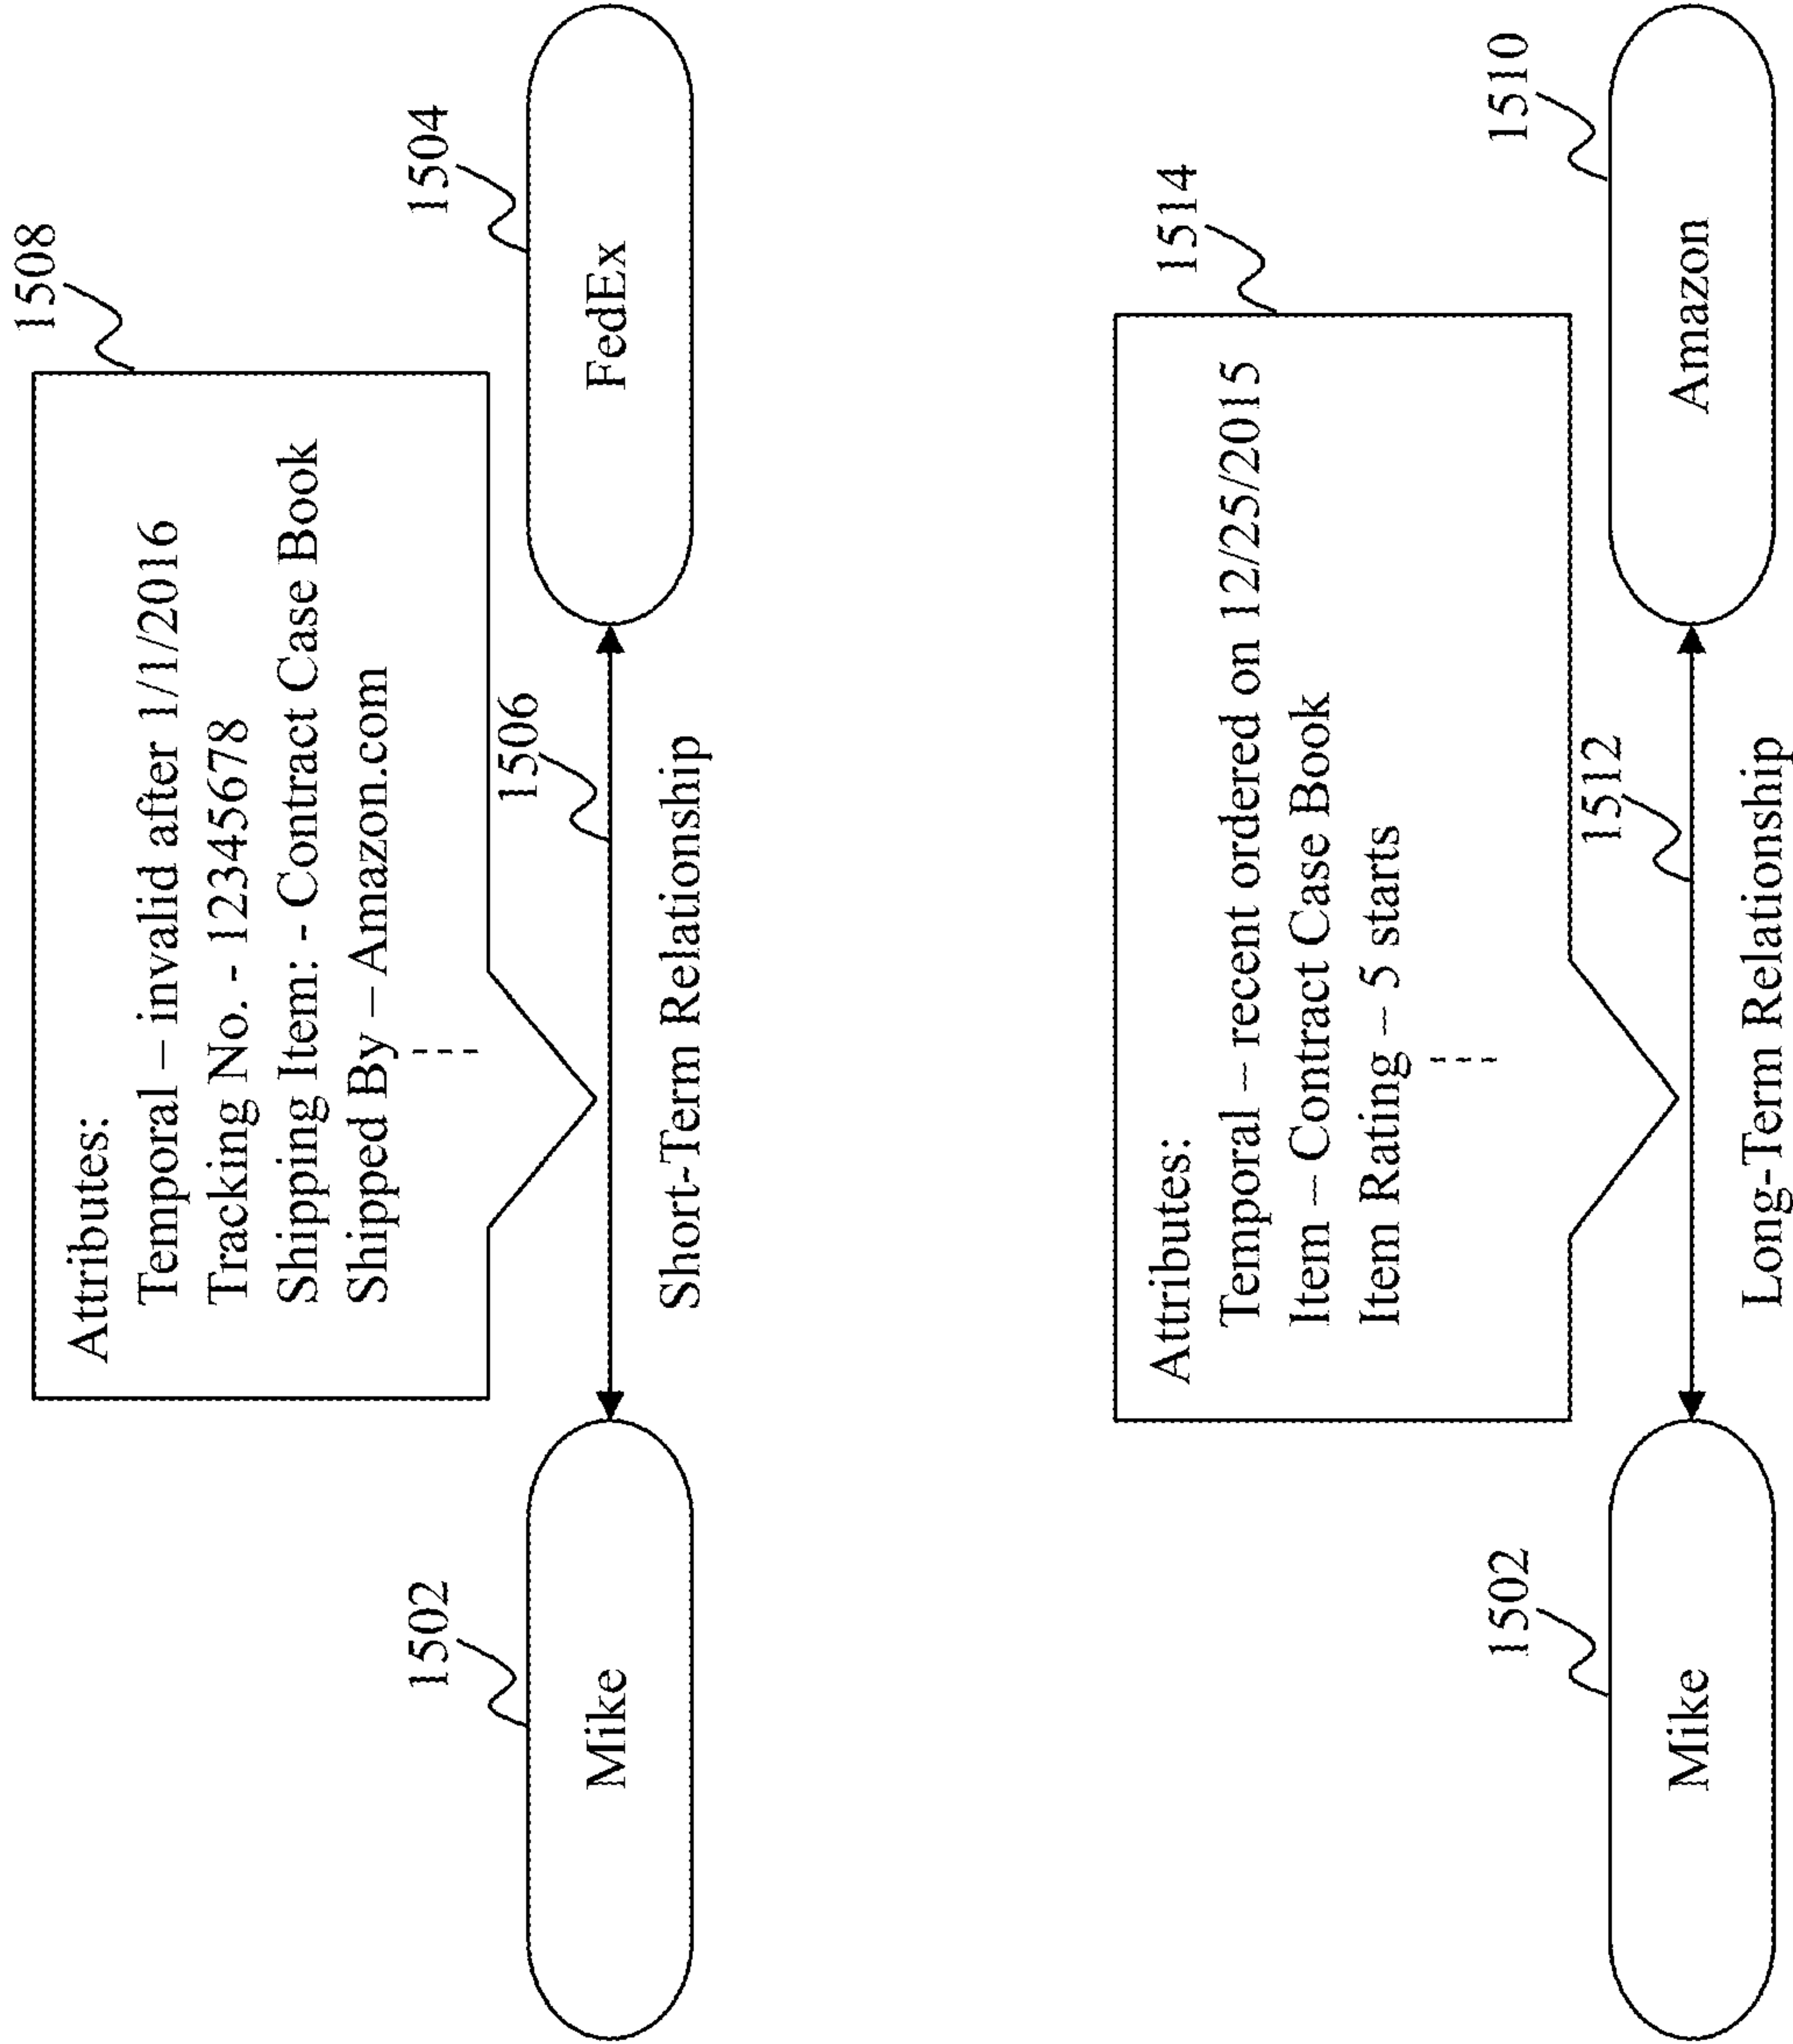 1508
Attributes:
Temporal – invalid after 1/1/2016
Tracking No. - 12345678
Shipping Item: - Contract Case Book
Shipped By – Amazon.com
1502
1506
1504
Mike
FedEx
Short-Term Relationship
1514
Attributes:
Temporal – recent ordered on 12/25/2015
Item – Contract Case Book
Item Rating – 5 starts
1502
1512
1510
Mike
Amazon
Long-Term Relationship